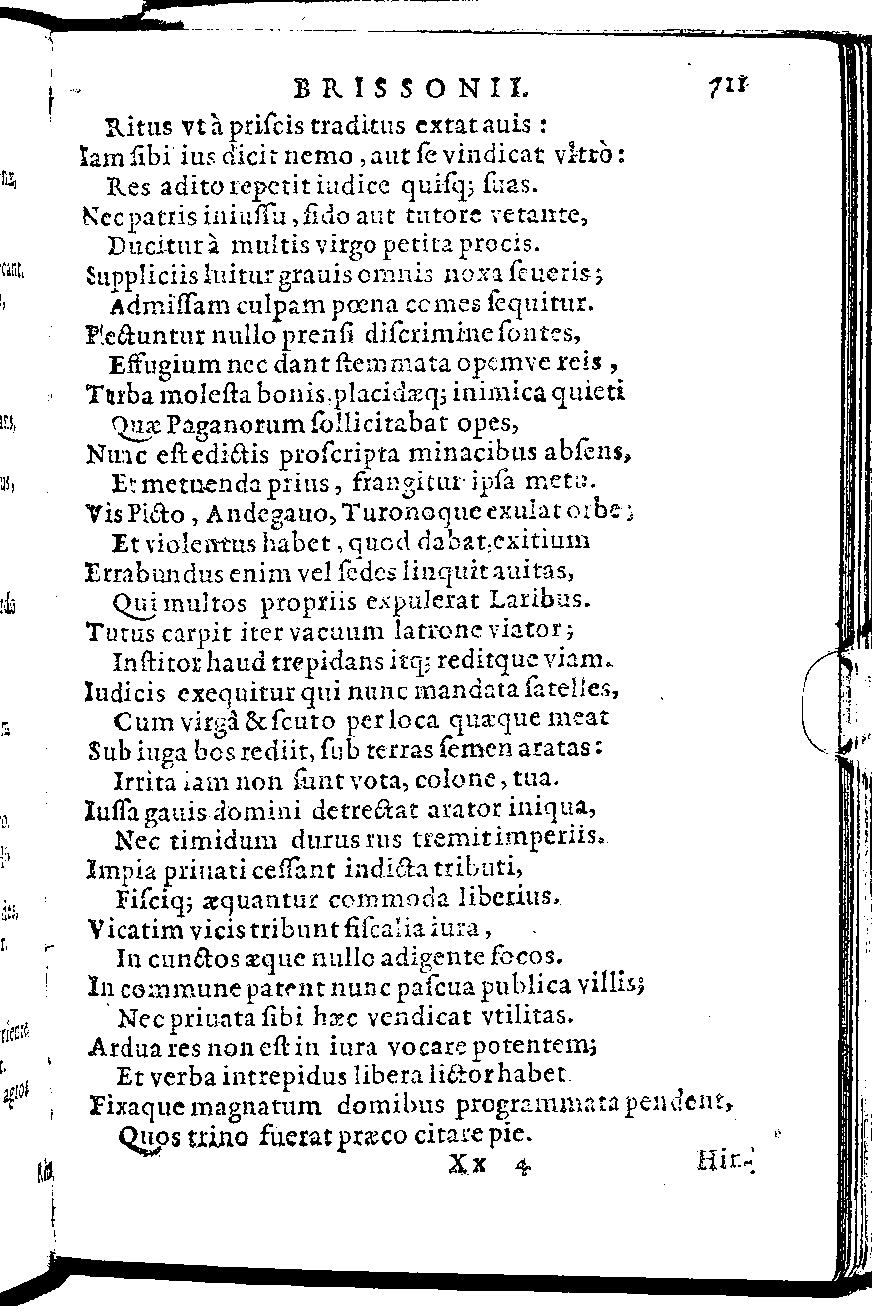 BRISSONII. 711
Ritus vt à priſcis traditus extat auis :
Iam ſibi ius dicit nemo, aut ſe vindicat vltrò:
Res adito repetit iudice quiſq; ſuas.
Nec patris iniuſſu, ſido aut tutore vetante,
Ducitur à multis virgo petita procis.
Suppliciis luitur grauis omnis noxa ſeueris;
Admiſſam culpam pœna comes ſequitur.
Plectuntur nullo prenſi diſcrimine ſontes,
Effugium nec dant ſtemmata opemve reis,
Turba moleſta bonis, placidæq; inimica quieti
Quæ Paganorum ſollicitabat opes,
Nunc eſt edictis proſcripta minacibus abſens,
Et metuenda prius, frangitur ipſa metu.
Vis Picto, Andegauo, Turonoque exulat orbe;
Et violentus habet, quod dabat, exitium
Errabundus enim vel ſedes linquit auitas,
Qui multos propriis expulerat Laribus.
Tutus carpit iter vacuum latrone viator;
Inſtitor haud trepidans itq; reditque viam.
Iudicis exequitur qui nunc mandata ſatelles,
Cum virgâ & ſcuto per loca quæque meat
Sub iuga bos rediit, ſub terras ſemen aratas:
Irrita iam non ſunt vota, colone, tua.
Iuſſa gauis domini detrectat arator iniqua,
Nec timidum durus rus tremit imperiis.
Impia priuati ceſſant indicta tributi,
Fiſciq; æquantur commoda liberius.
Vicatim vicis tribunt fiſcalia iura,
In cunctos æque nullo adigente focos.
In commune patent nunc paſcua publica villis;
Nec priuata ſibi hæc vendicat vtilitas.
Ardua res non eſt in iura vocare potentem;
Et verba intrepidus libera lictor habet.
Fixaque magnatum domibus programmata pendent,
Quos trino fuerat præco citare pie.
Xx 4 Hir-